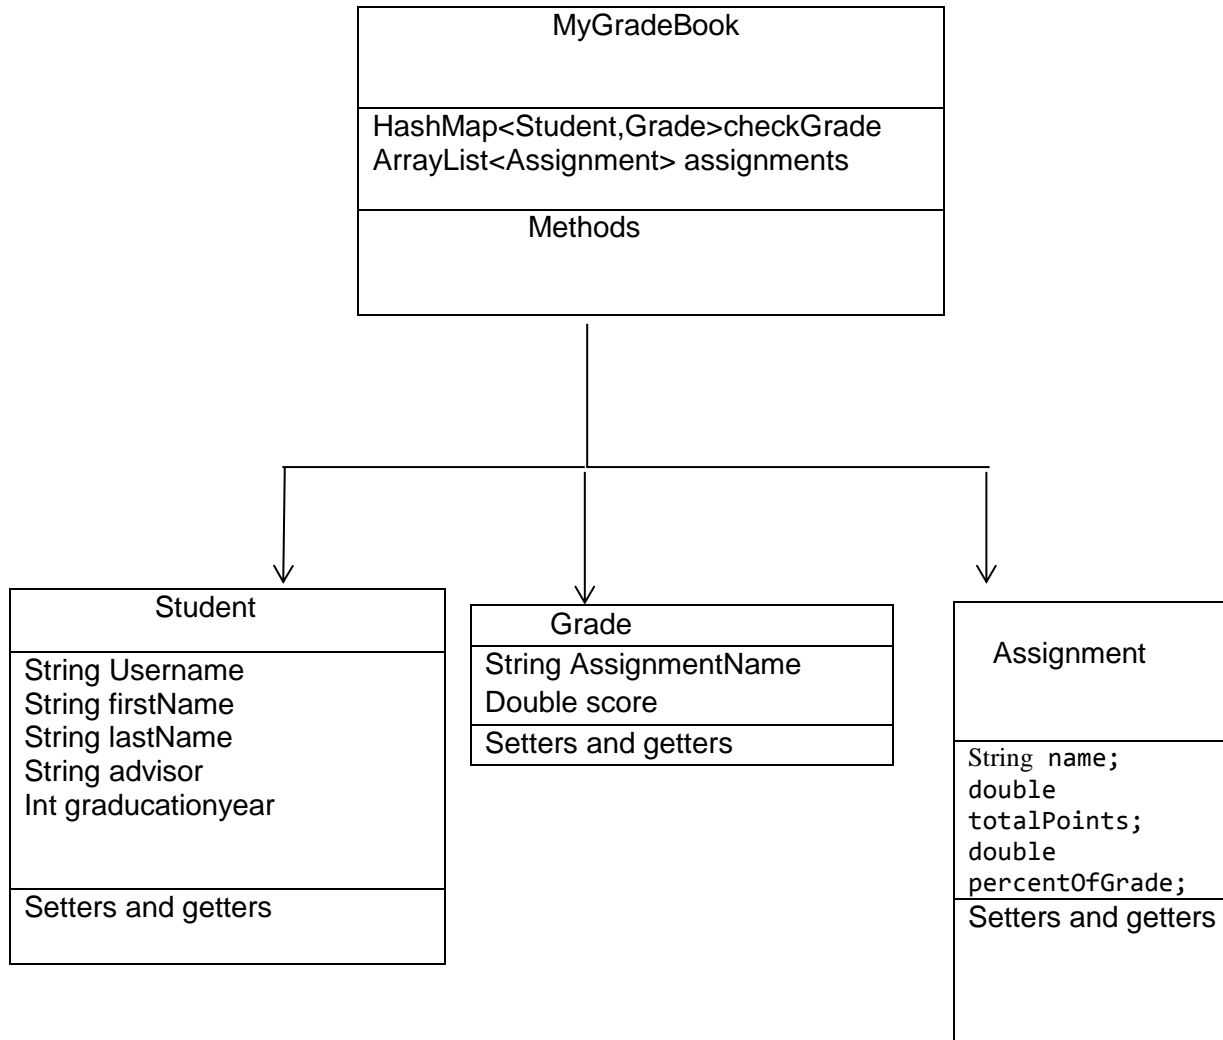 MyGradeBook
HashMap<Student,Grade>checkGrade
ArrayList<Assignment> assignments
Methods
Student
String Username
String firstName
String lastName
String advisor
Int graducationyear
Setters and getters
Grade
String AssignmentName
Double score
Setters and getters
Assignment
String name;
double
totalPoints;
double
percentOfGrade;
Setters and getters